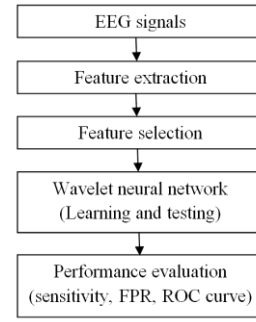 EEG signals
Feature extraction
Feature selection
Wavelet neural network
(Learning and testing)
Performance evaluation
(sensitivity, FPR, ROC curve)